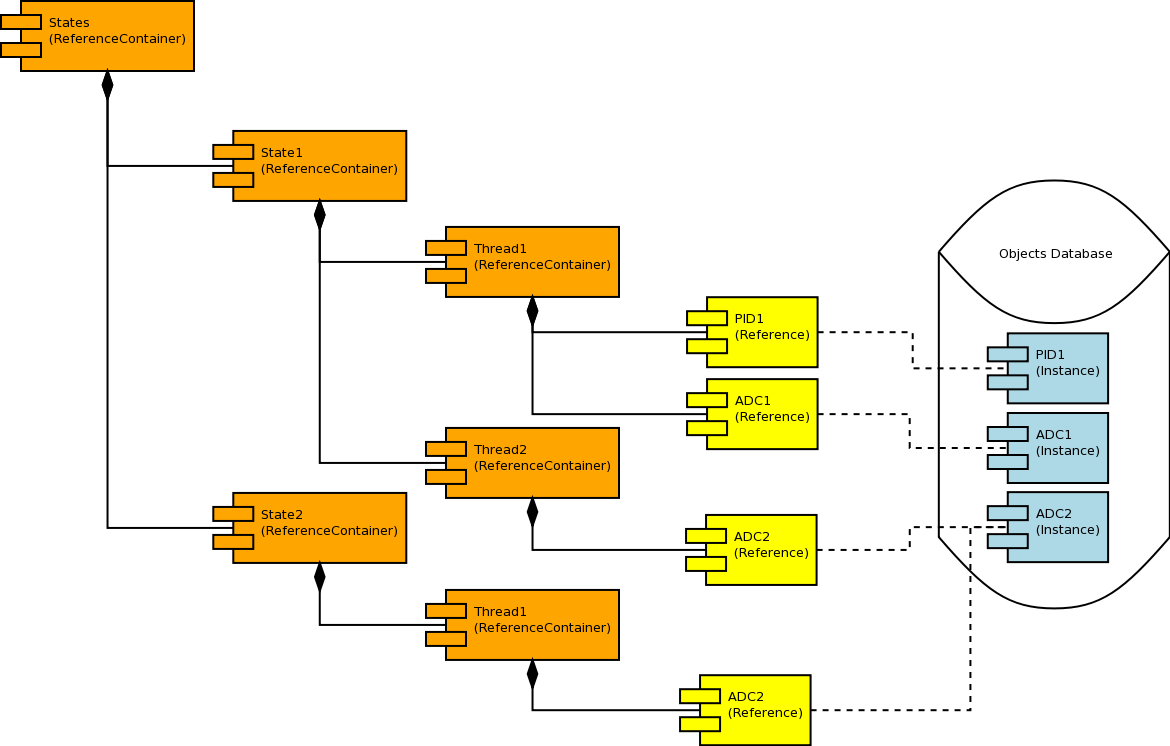 States
(ReferenceContainer)
State1
(ReferenceContainer)
Thread1
(ReferenceContainer)
Objects Database
PID1
(Reference)
PID1
(Instance)
ADC1
(Reference)
ADC1
(Instance)
Thread2
(ReferenceContainer)
State2
(ReferenceContainer)
ADC2
(Reference)
ADC2
(Instance)
Thread1
(ReferenceContainer)
ADC2
(Reference)